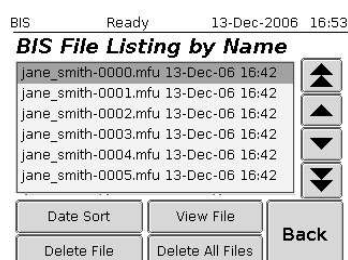 BIS Ready 13-Dec-2006 16:53
BIS File Listing by Name
jane_smith-0000.mfu 13-Dec-06 16:42
jane_smith-0001.mfu 13-Dec-06 16:42
jane_smith-0002.mfu 13-Dec-06 16:42
jane_smith-0003.mfu 13-Dec-06 16:42
jane_smith-0004.mfu 13-Dec-06 16:42
jane_smith-0005.mfu 13-Dec-06 16:42
Date Sort View File
Back
Delete File Delete All Files